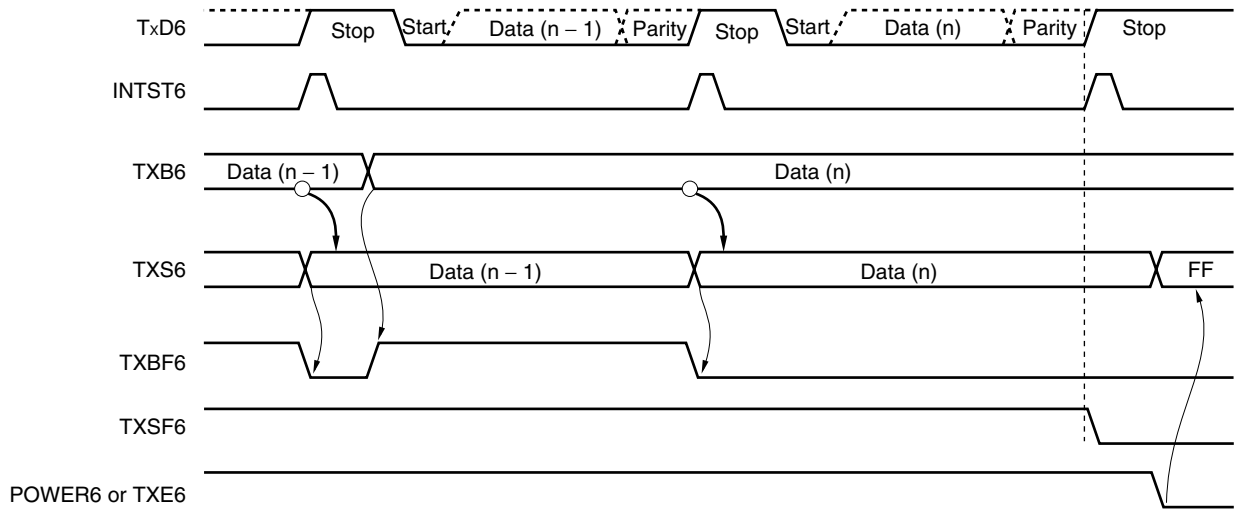 TxD6 Stop Start Data (n − 1) Parity Stop Start Data (n) Parity Stop
INTST6
TXB6 Data (n − 1) Data (n)
TXS6 Data (n − 1) Data (n) FF
TXBF6
TXSF6
POWER6 or TXE6